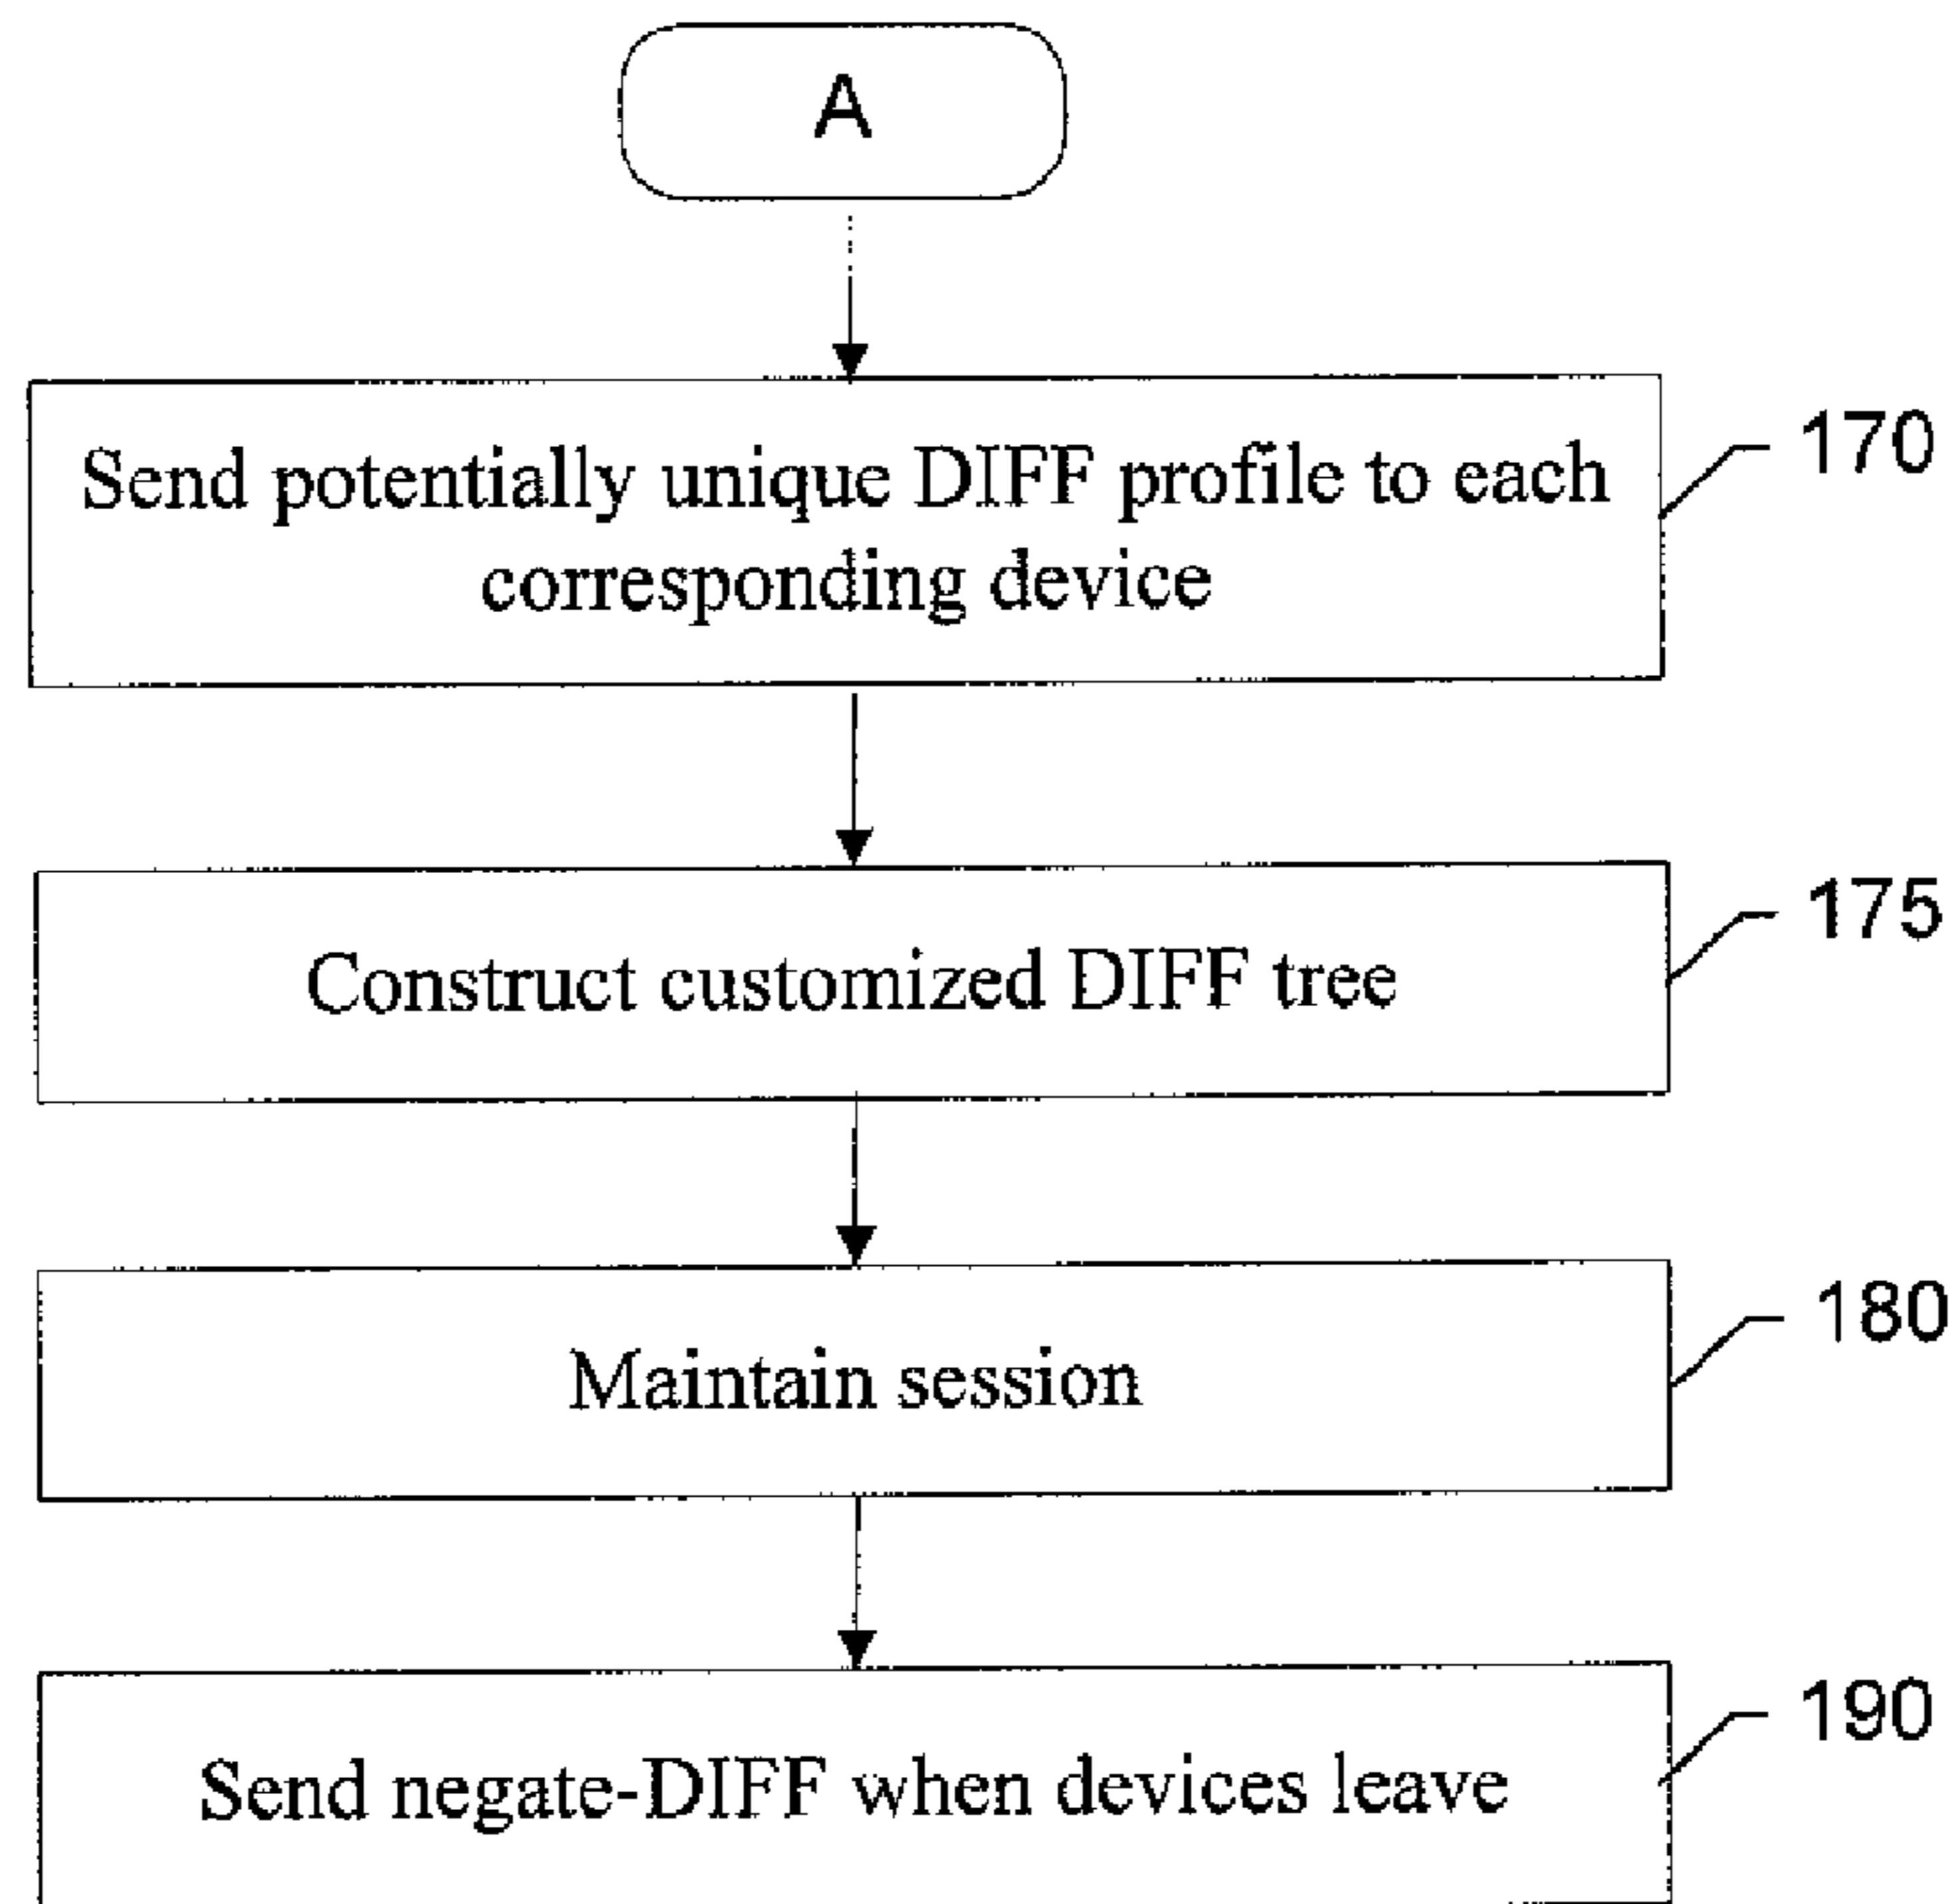 A
Send potentially unique DIFF profile to each
corresponding device
170
Construct customized DIFF tree
175
Maintain session
180
Send negate-DIFF when devices leave
190